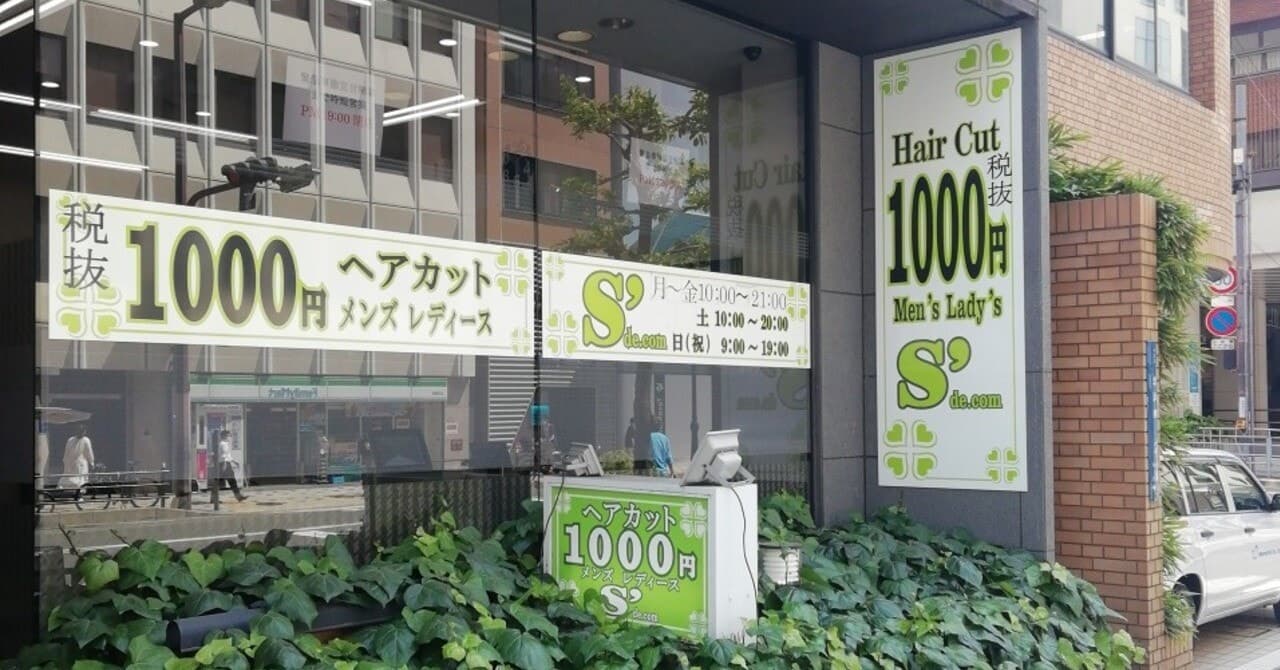 税抜
1000円
ヘアカット
メンズ レディース
S'de.com
月～金10:00～21:00
土 10:00～20:00
日(祝) 9:00～19:00
Hair Cut
1000円
税抜
Men's Lady's
S'
de.com
ヘアカット
1000円
メンズ レディース
S'
de.com
FamilyMart